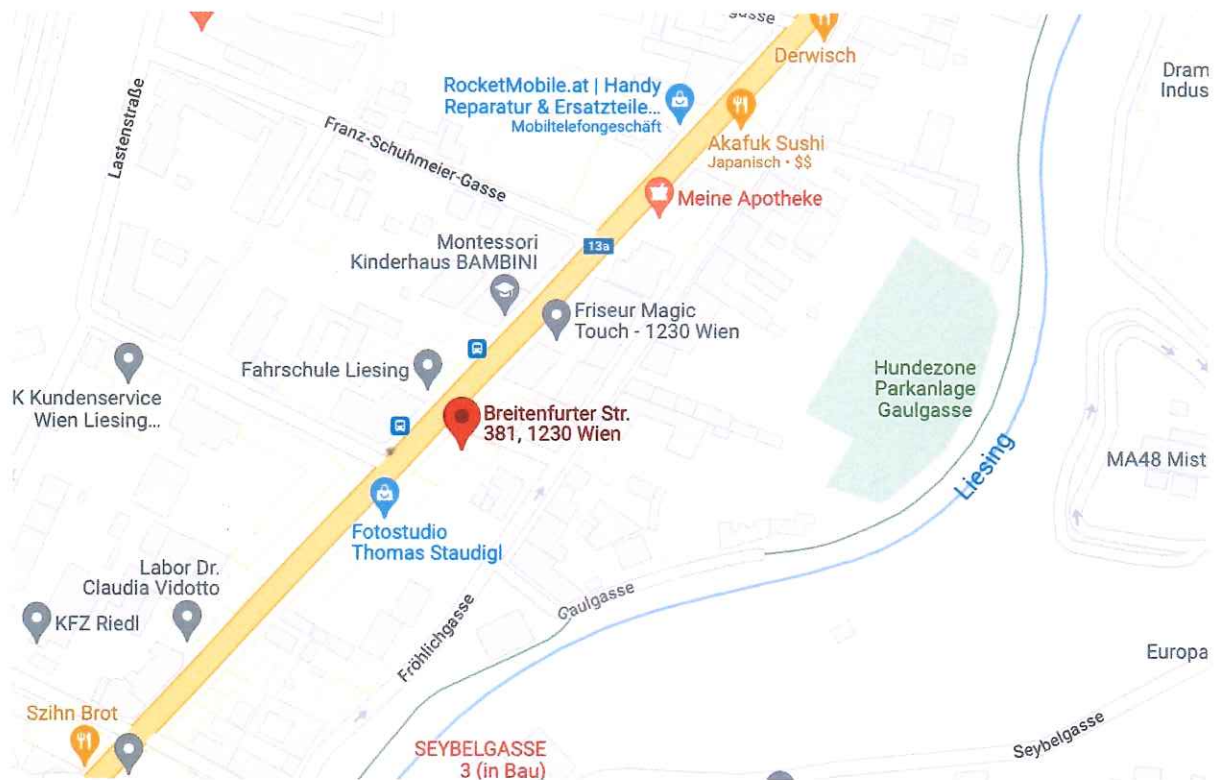 gasse
Derwisch
RocketMobile.at | Handy
Reparatur & Ersatzteile...
Mobiltelefongeschäft
Dram
Indus
Lastenstraße
Franz-Schuhmeier-Gasse
Akafuk Sushi
Japanisch • $$
Meine Apotheke
13a
Montessori
Kinderhaus BAMBINI
Friseur Magic
Touch - 1230 Wien
Fahrschule Liesing
Hundezone
Parkanlage
Gaulgasse
K Kundenservice
Wien Liesing...
Breitenfurter Str.
381, 1230 Wien
Liesing
MA48 Mist
Fotostudio
Thomas Staudigl
Labor Dr.
Claudia Vidotto
KFZ Riedl
Gaulgasse
Fröhlichgasse
Europa
Szihn Brot
SEYBELGASSE
3 (in Bau)
Seybelgasse